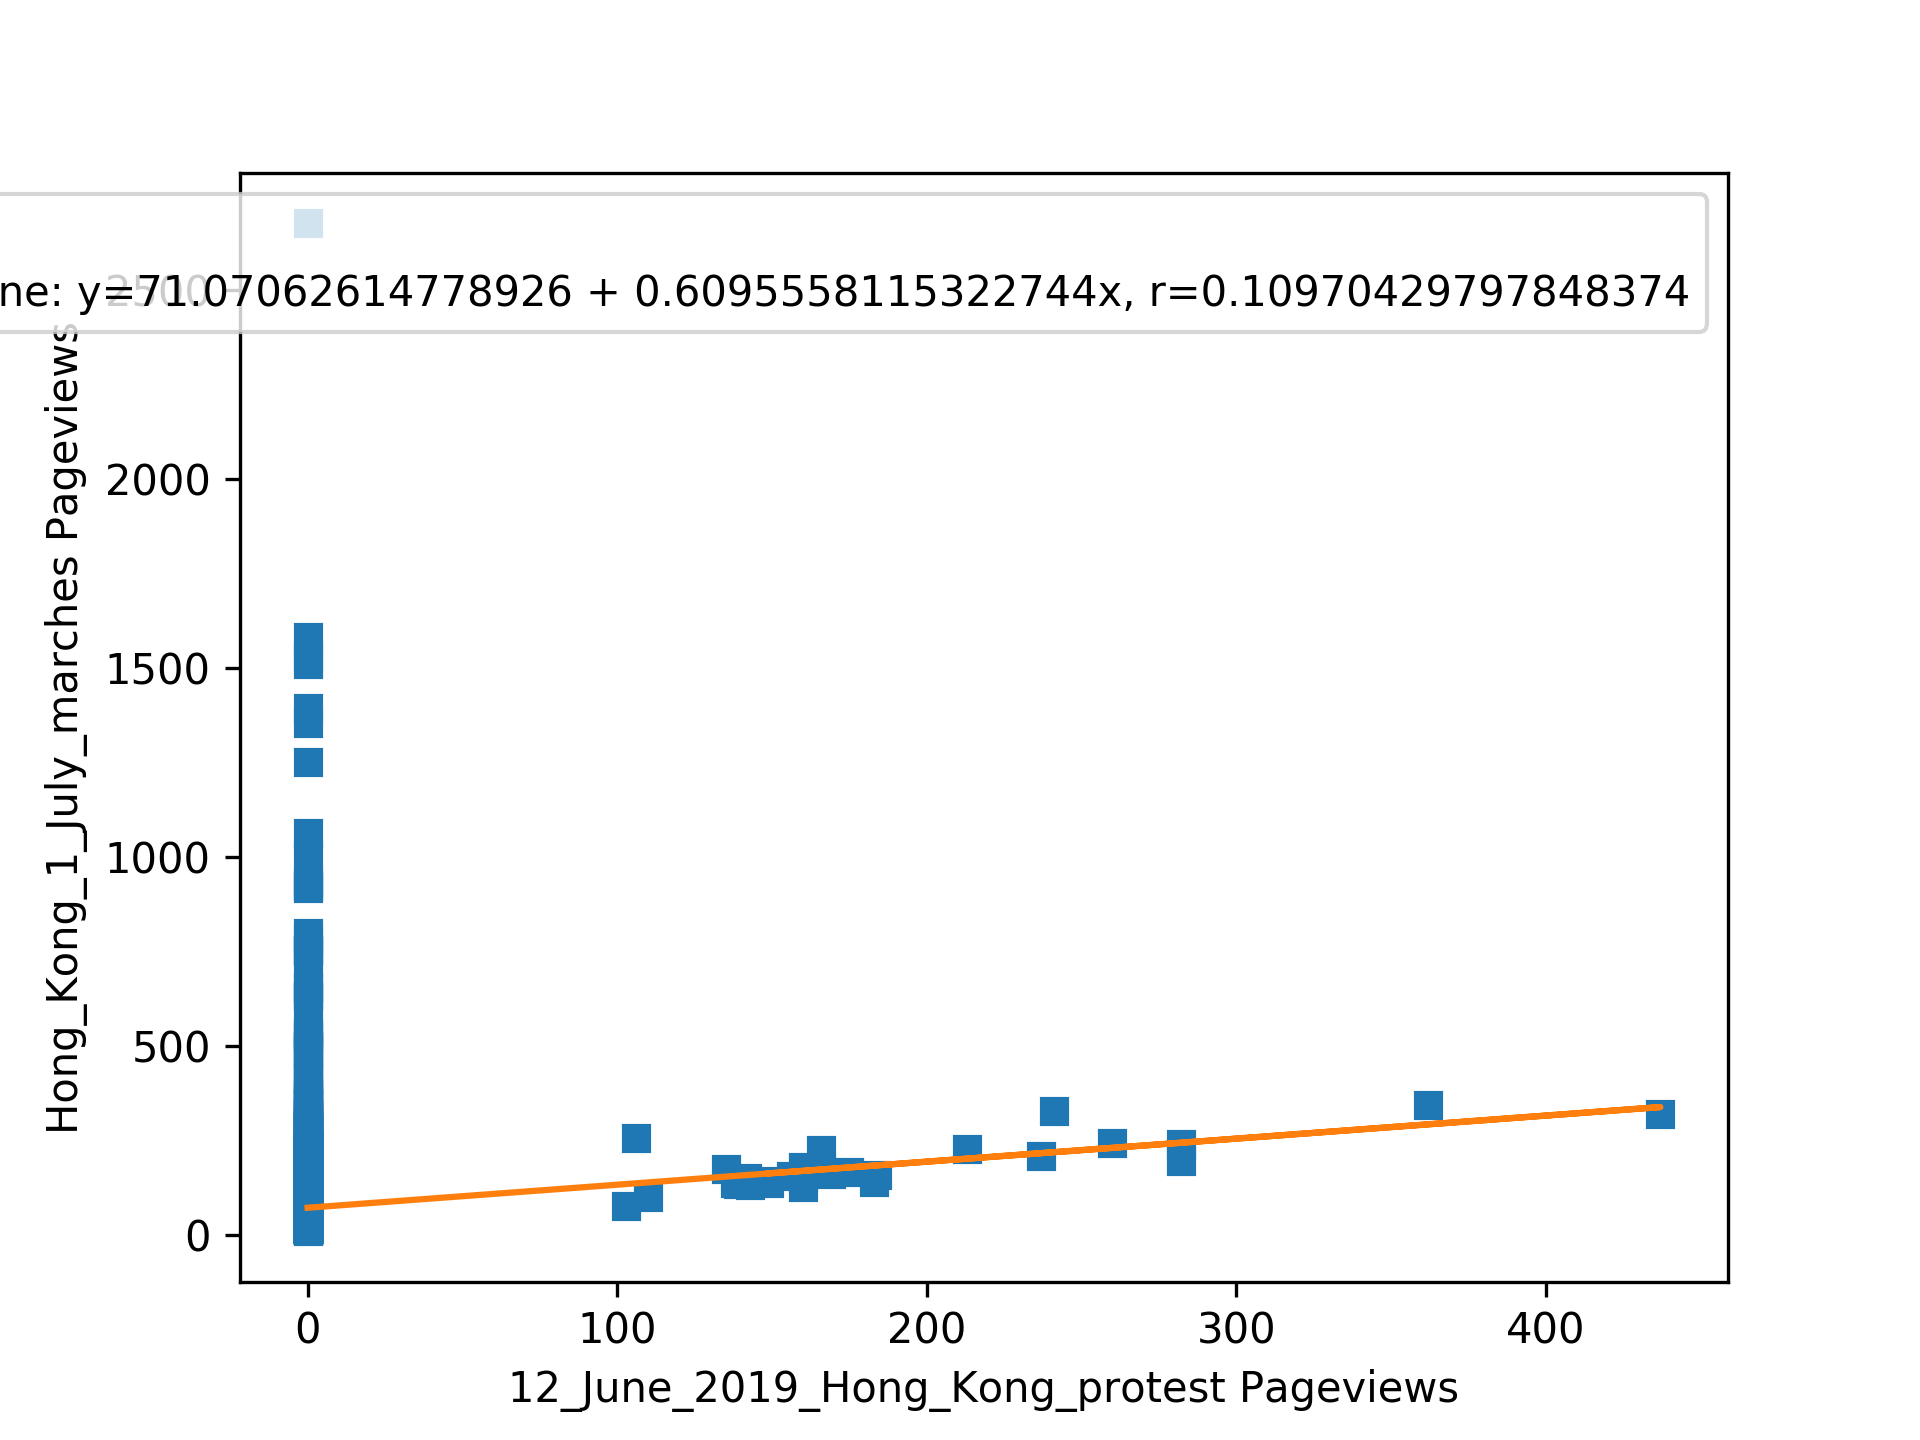 ne: y=71.07062614778926 + 0.6095558115322744x, r=0.10970429797848374
Hong_Kong_1_July_marches Pageviews
2500
2000
1500
1000
500
0
0 100 200 300 400
12_June_2019_Hong_Kong_protest Pageviews